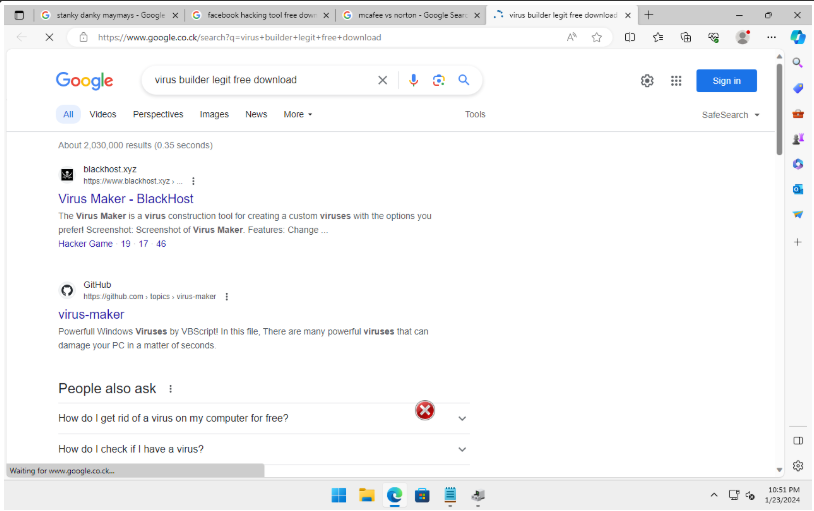 stanky danky maymays - Google
facebook hacking tool free down
mcafee vs norton - Google Sear
virus builder legit free download
https://www.google.co.ck/search?q=virus+builder+legit+free+download
Google
virus builder legit free download
Sign in
All Videos Perspectives Images News More Tools
SafeSearch
About 2,030,000 results (0.35 seconds)
blackhost.xyz
https://www.blackhost.xyz › ...
Virus Maker - BlackHost
The Virus Maker is a virus construction tool for creating a custom viruses with the options you
prefer! Screenshot: Screenshot of Virus Maker. Features: Change ...
Hacker Game · 19 · 17 · 46
GitHub
https://github.com › topics › virus-maker
virus-maker
Powerfull Windows Viruses by VBScript! In this file, There are many powerful viruses that can
damage your PC in a matter of seconds.
People also ask
How do I get rid of a virus on my computer for free?
How do I check if I have a virus?
Waiting for www.google.co.ck...
10:51 PM
1/23/2024